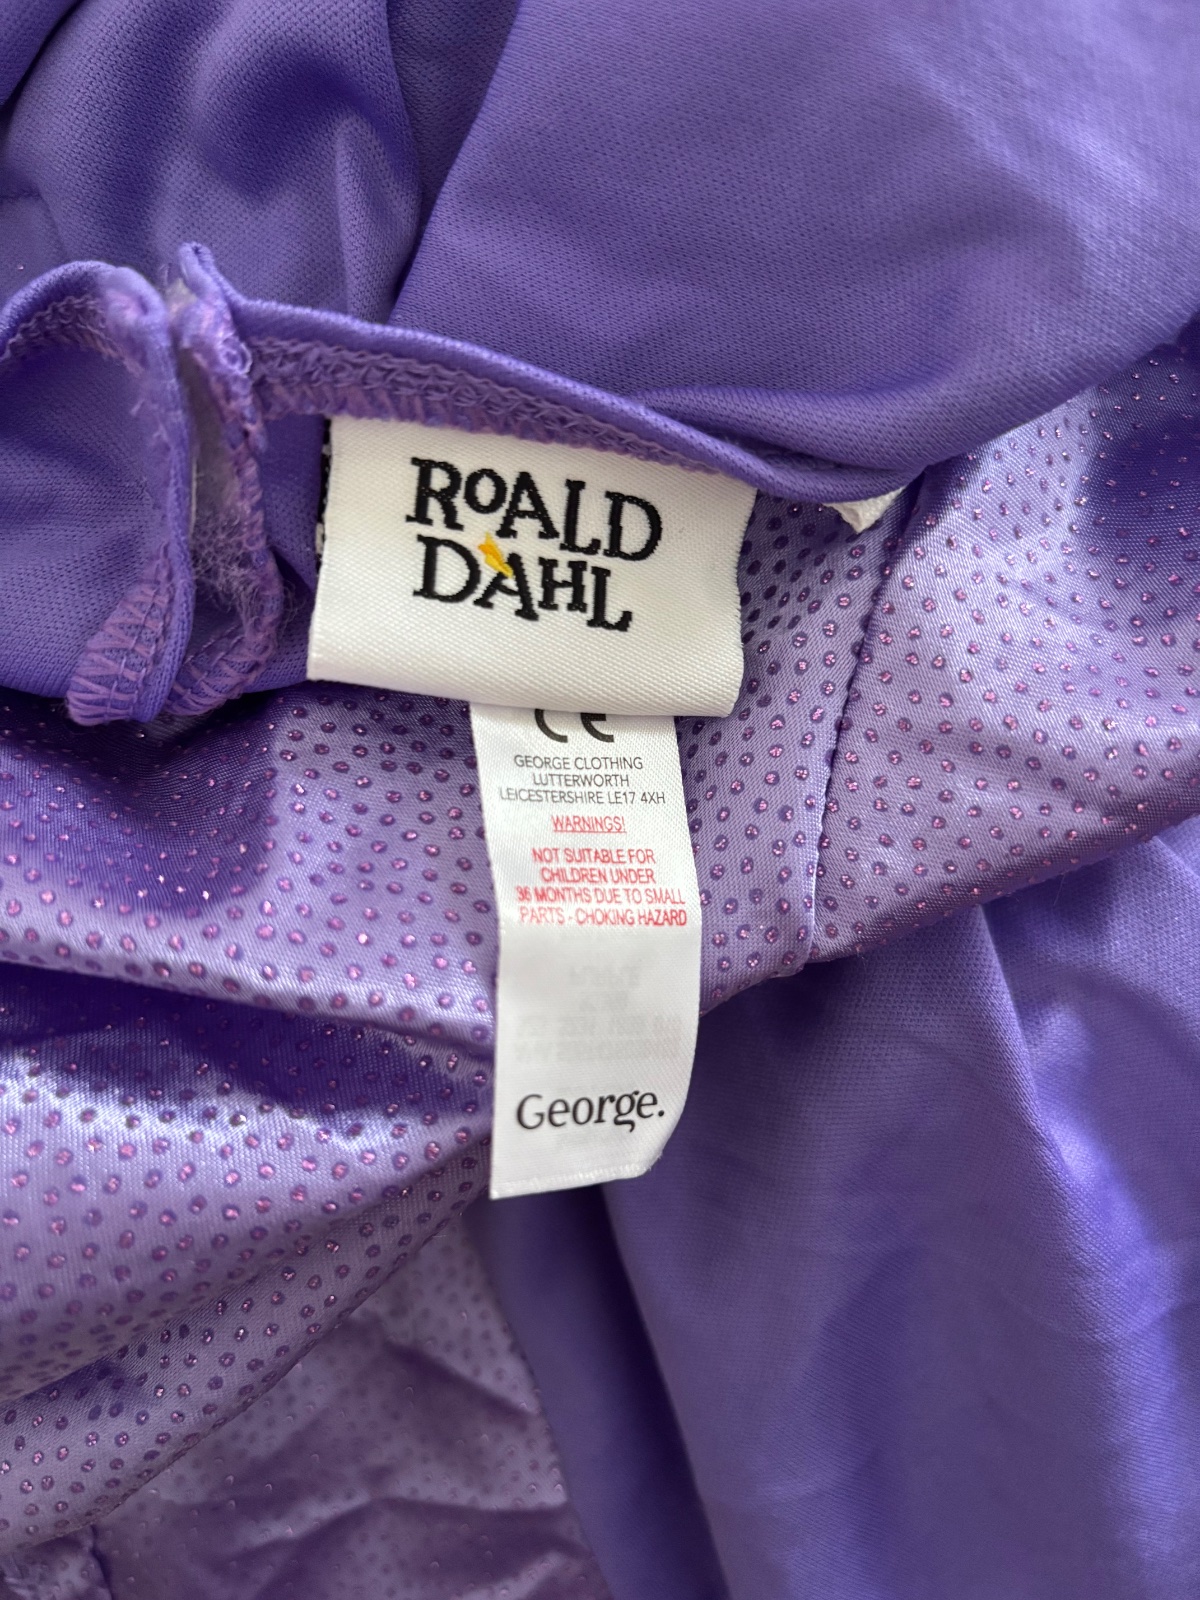 ROALD
DAHL
CE
GEORGE CLOTHING
LUTTERWORTH
LEICESTERSHIRE LE17 4XH
WARNINGS!
NOT SUITABLE FOR
CHILDREN UNDER
36 MONTHS DUE TO SMALL
PARTS - CHOKING HAZARD
George.